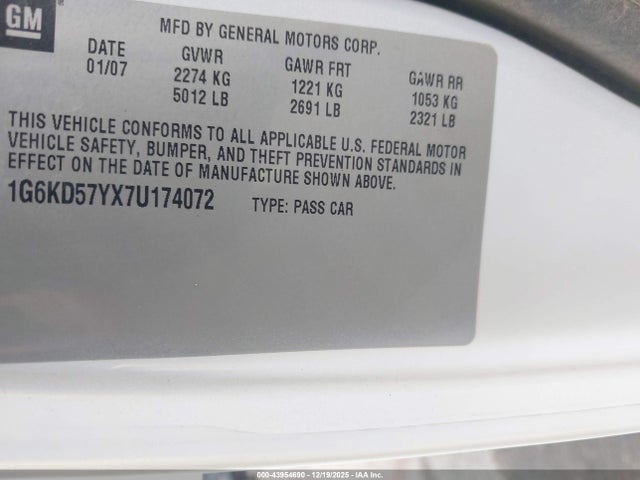 GM ®
MFD BY GENERAL MOTORS CORP.
DATE GVWR GAWR FRT GAWR RR
01/07 2274 KG 1221 KG 1053 KG
5012 LB 2691 LB 2321 LB
THIS VEHICLE CONFORMS TO ALL APPLICABLE U.S. FEDERAL MOTOR
VEHICLE SAFETY, BUMPER, AND THEFT PREVENTION STANDARDS IN
EFFECT ON THE DATE OF MANUFACTURE SHOWN ABOVE.
1G6KD57YX7U174072 TYPE: PASS CAR
000-43954690 - 12/19/2025 - IAAI.COM